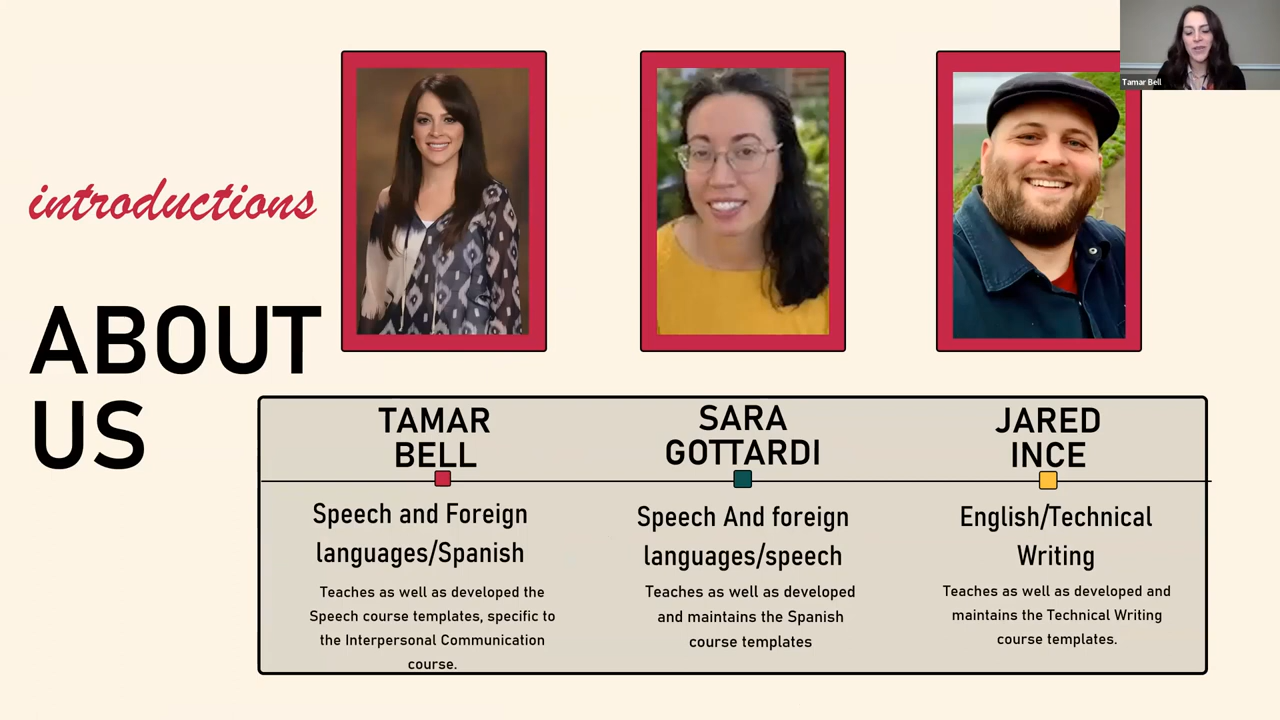 introductions
ABOUT
US
Tamar Bell
TAMAR
BELL
Speech and Foreign
languages/Spanish
Teaches as well as developed the
Speech course templates, specific to
the Interpersonal Communication
course.
SARA
GOTTARDI
Speech And foreign
languages/speech
Teaches as well as developed
and maintains the Spanish
course templates
JARED
INCE
English/Technical
Writing
Teaches as well as developed and
maintains the Technical Writing
course templates.